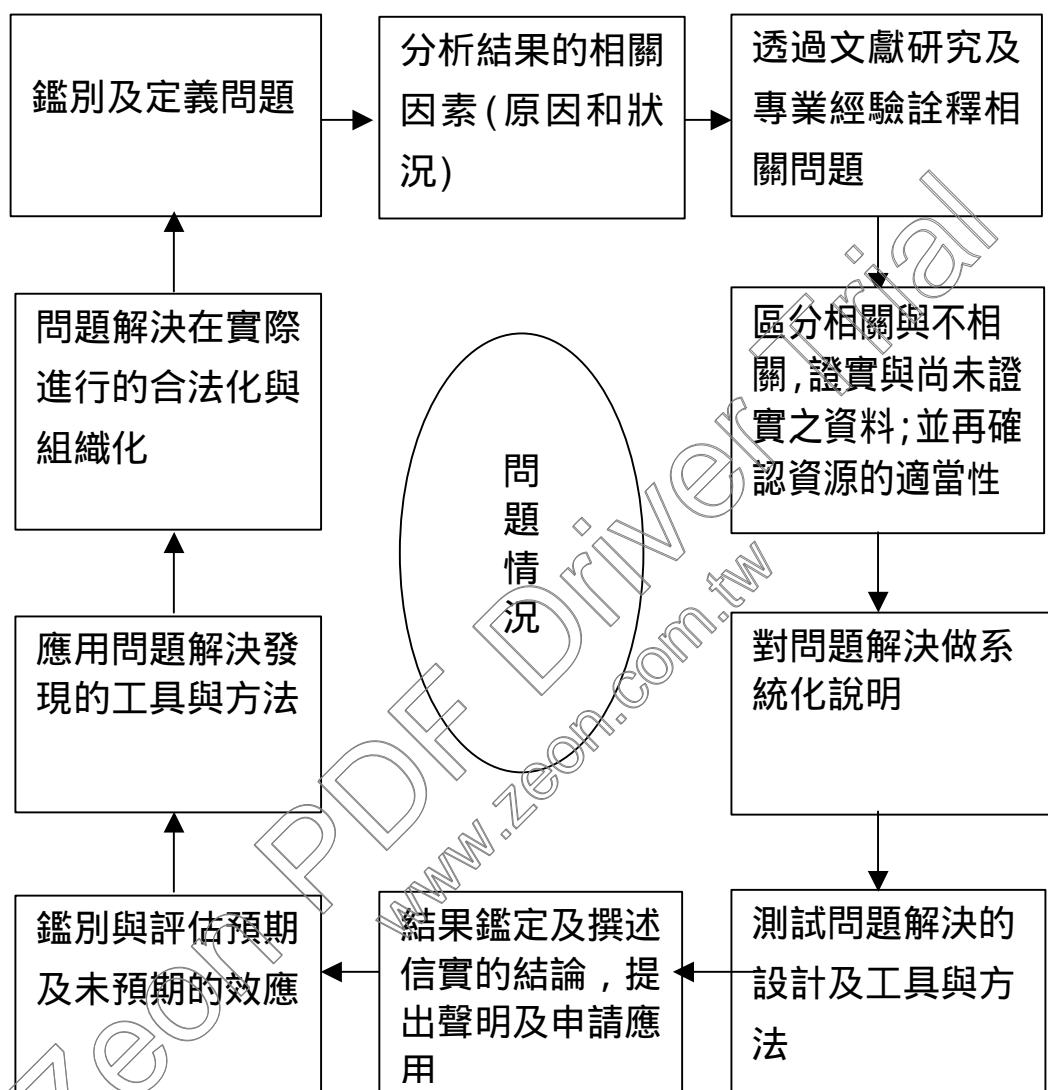 鑑別及定義問題
分析結果的相關
因素(原因和狀
況)
透過文獻研究及
專業經驗詮釋相
關問題
區分相關與不相
關,證實與尚未證
實之資料;並再確
認資源的適當性
對問題解決做系
統化說明
測試問題解決的
設計及工具與方
法
結果鑑定及撰述
信實的結論，提
出聲明及申請應
用
鑑別與評估預期
及未預期的效應
應用問題解決發
現的工具與方法
問題解決在實際
進行的合法化與
組織化
問
題
情
況
Zeon PDF Driver Trial
www.zeon.com.tw